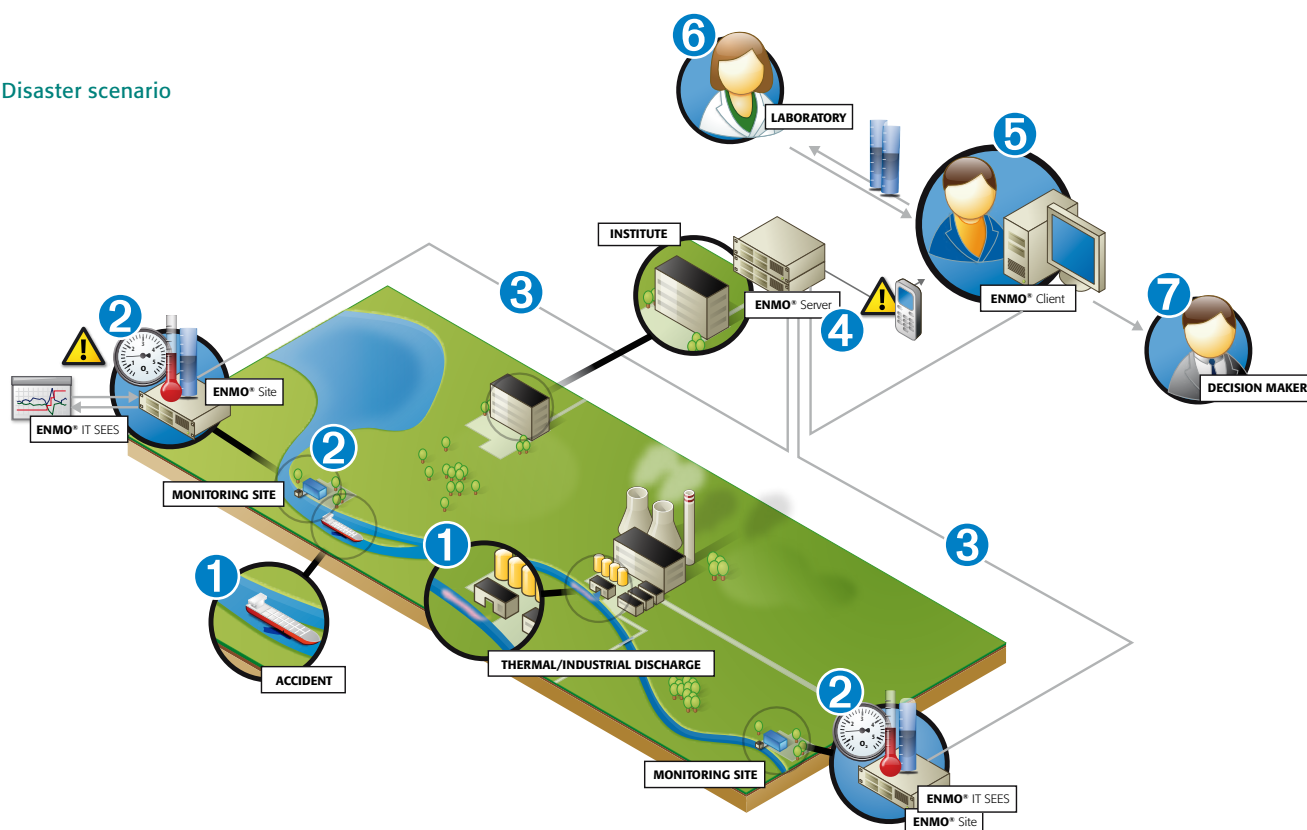 Disaster scenario
6
LABORATORY
5
ENMO® Client
7
DECISION MAKER
INSTITUTE
ENMO® Server
4
3
2
ENMO® Site
ENMO® IT SEES
2
MONITORING SITE
1
ACCIDENT
1
THERMAL/INDUSTRIAL DISCHARGE
3
2
MONITORING SITE
ENMO® IT SEES
ENMO® Site